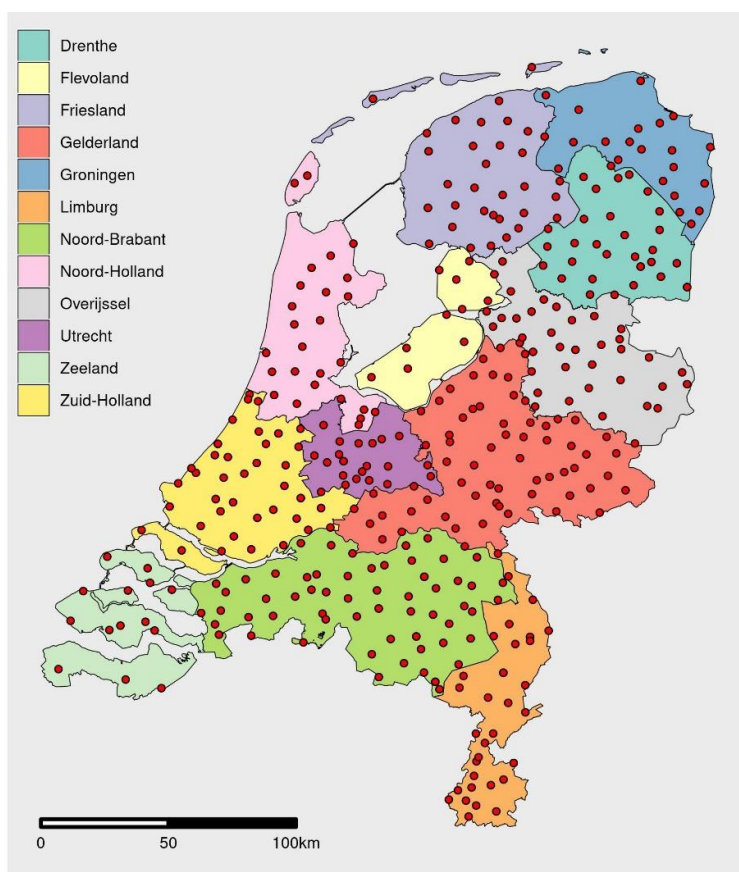 Drenthe
Flevoland
Friesland
Gelderland
Groningen
Limburg
Noord-Brabant
Noord-Holland
Overijssel
Utrecht
Zeeland
Zuid-Holland
0 50 100km